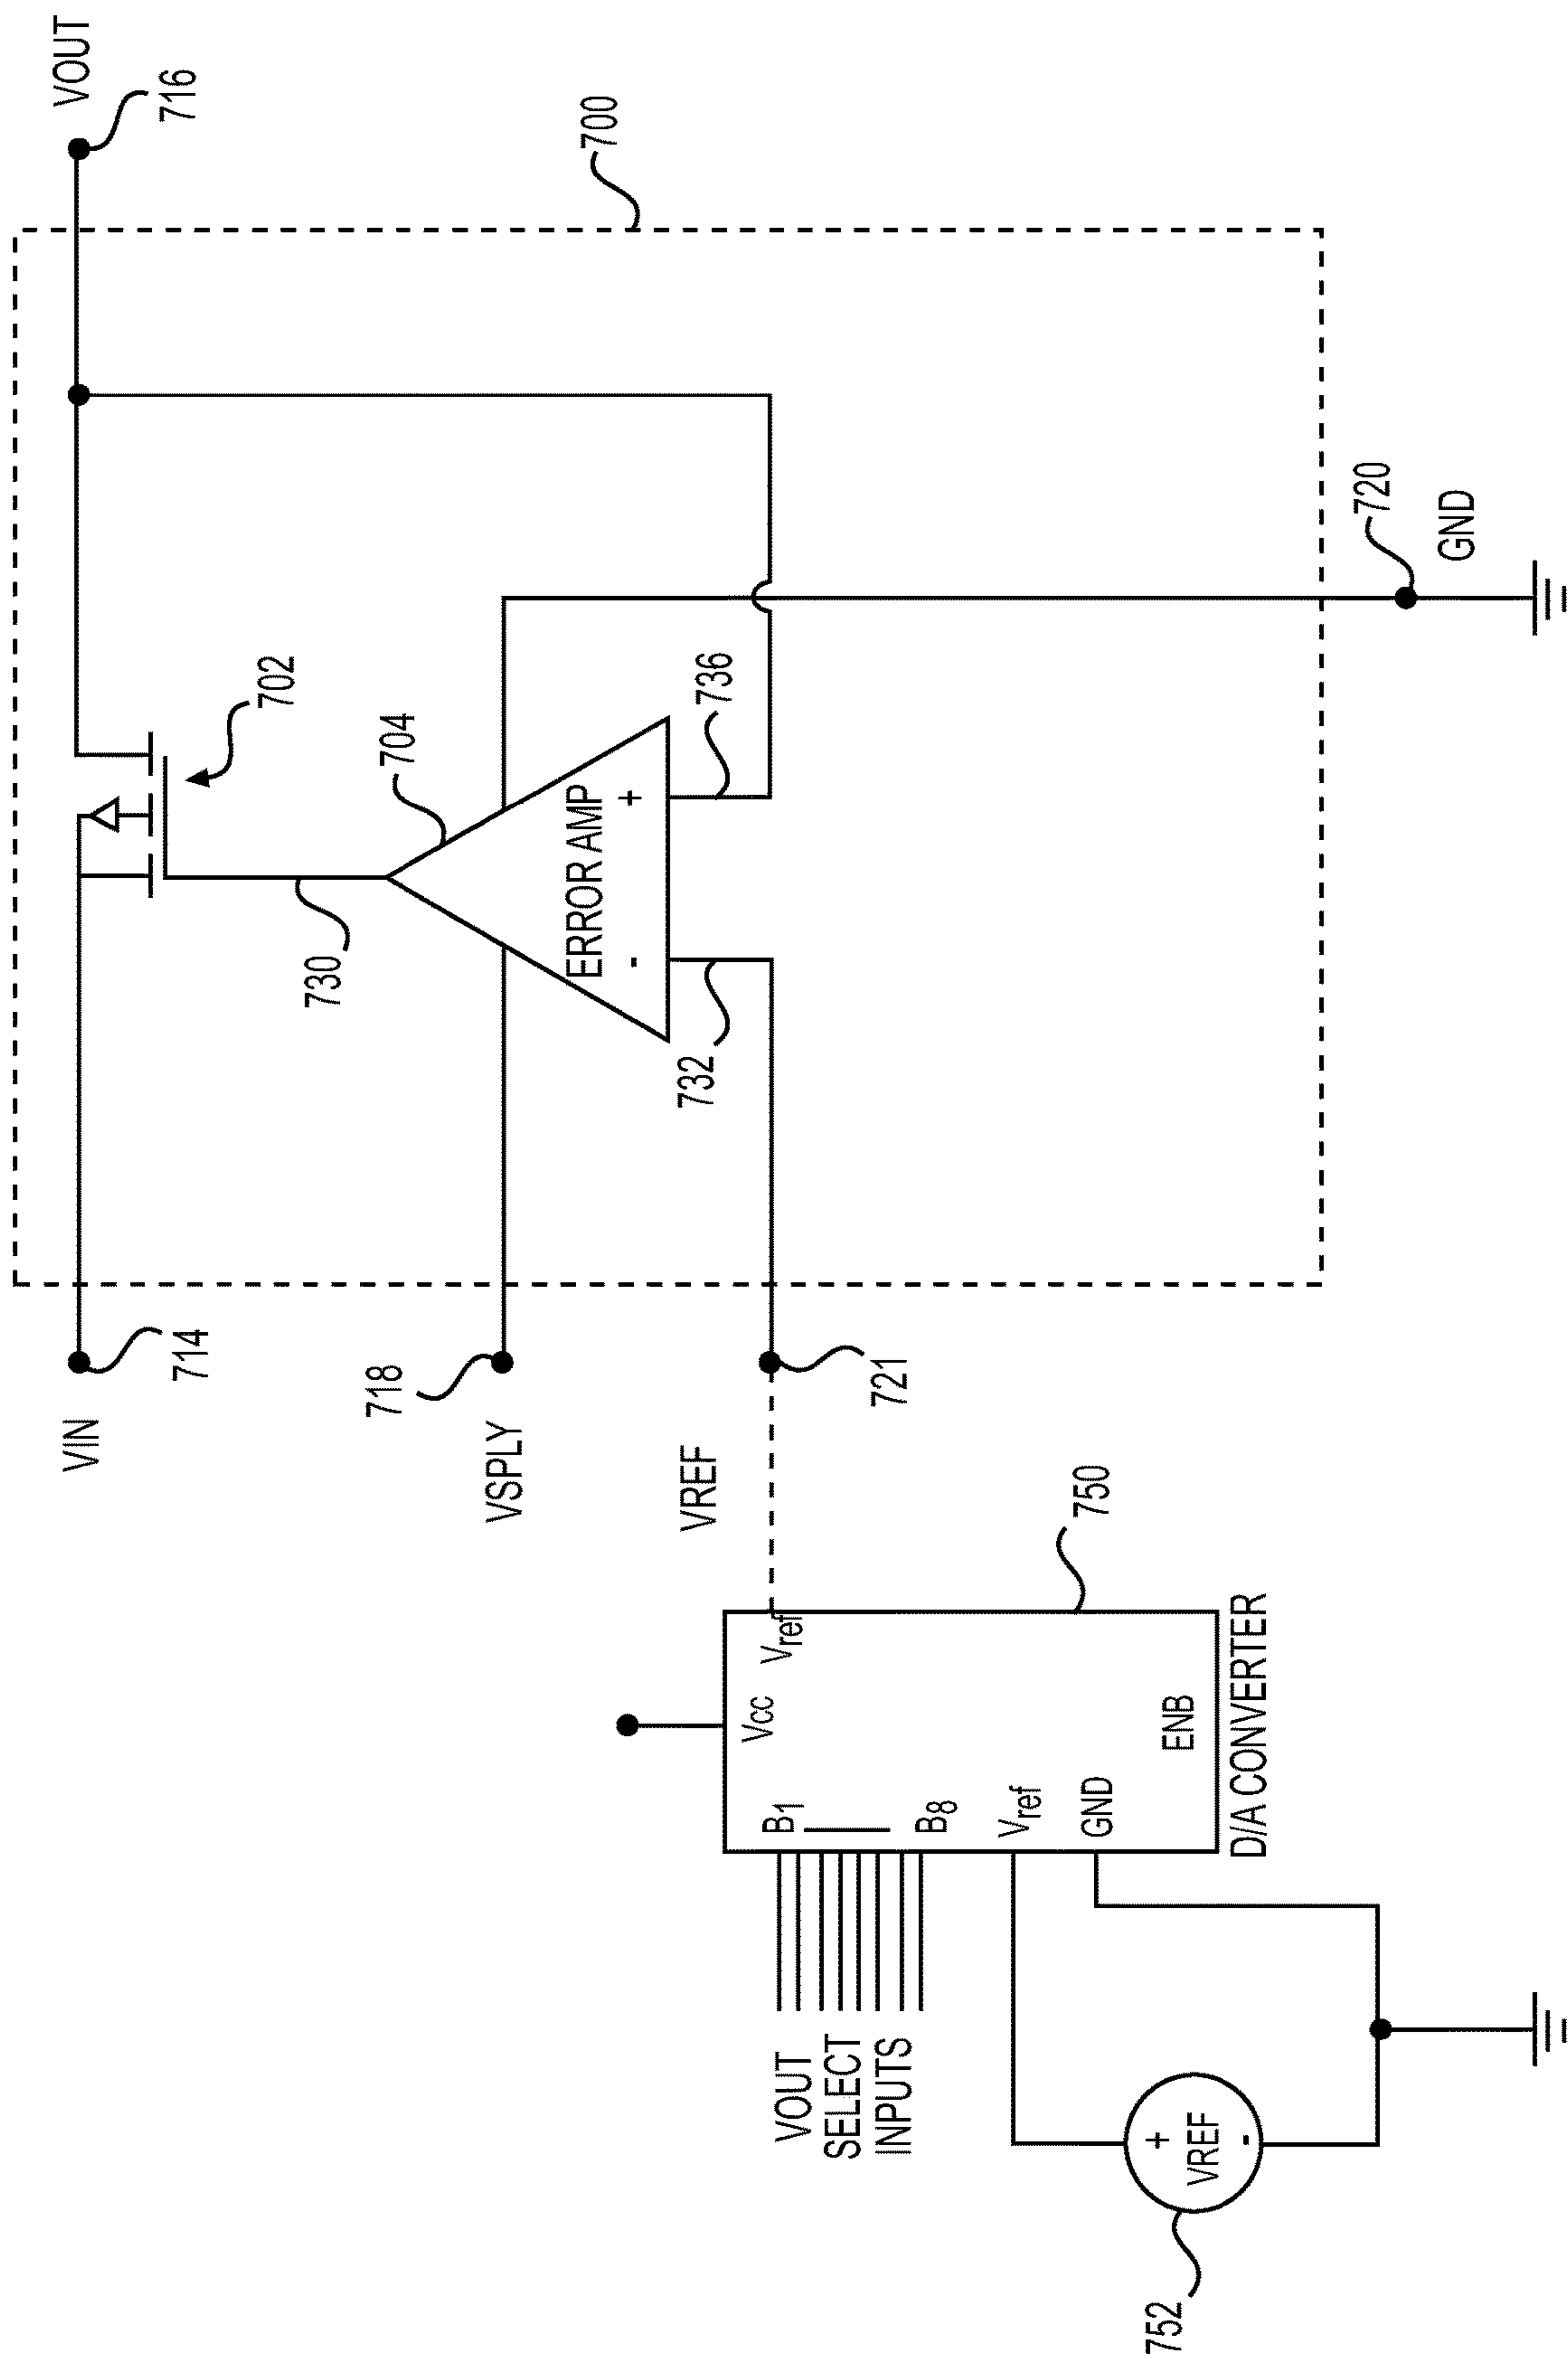 VIN
714
702
VOUT
716
730
704
700
718
VSPLY
ERROR AMP
-
+
732
736
VREF
721
VOUT
SELECT
INPUTS
B1
B8
Vcc
Vref
Vref
GND
ENB
750
D/A CONVERTER
752
+
VREF
-
720
GND